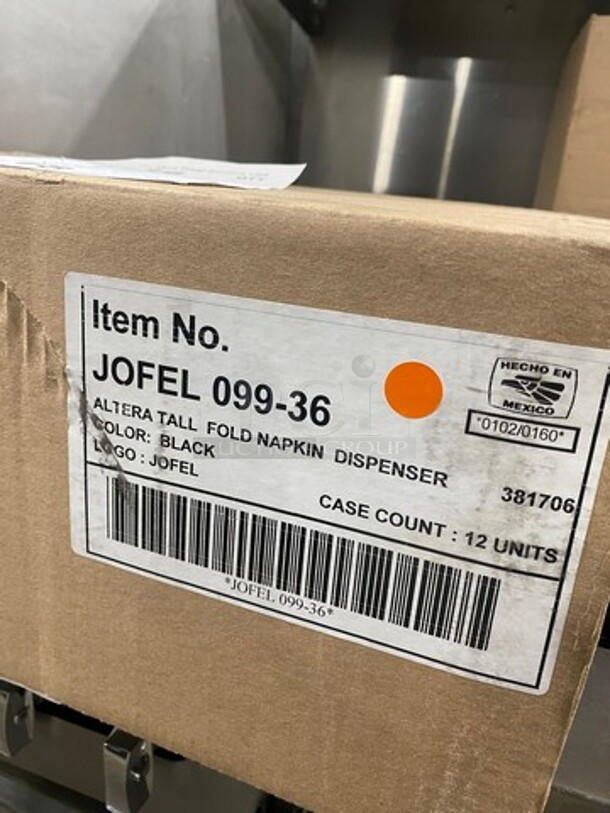 Item No.
JOFEL 099-36
ALTERA TALL FOLD NAPKIN DISPENSER
COLOR: BLACK
LOGO : JOFEL
HECHO EN
MEXICO
*0102/0160*
381706
CASE COUNT : 12 UNITS
*JOFEL 099-36*